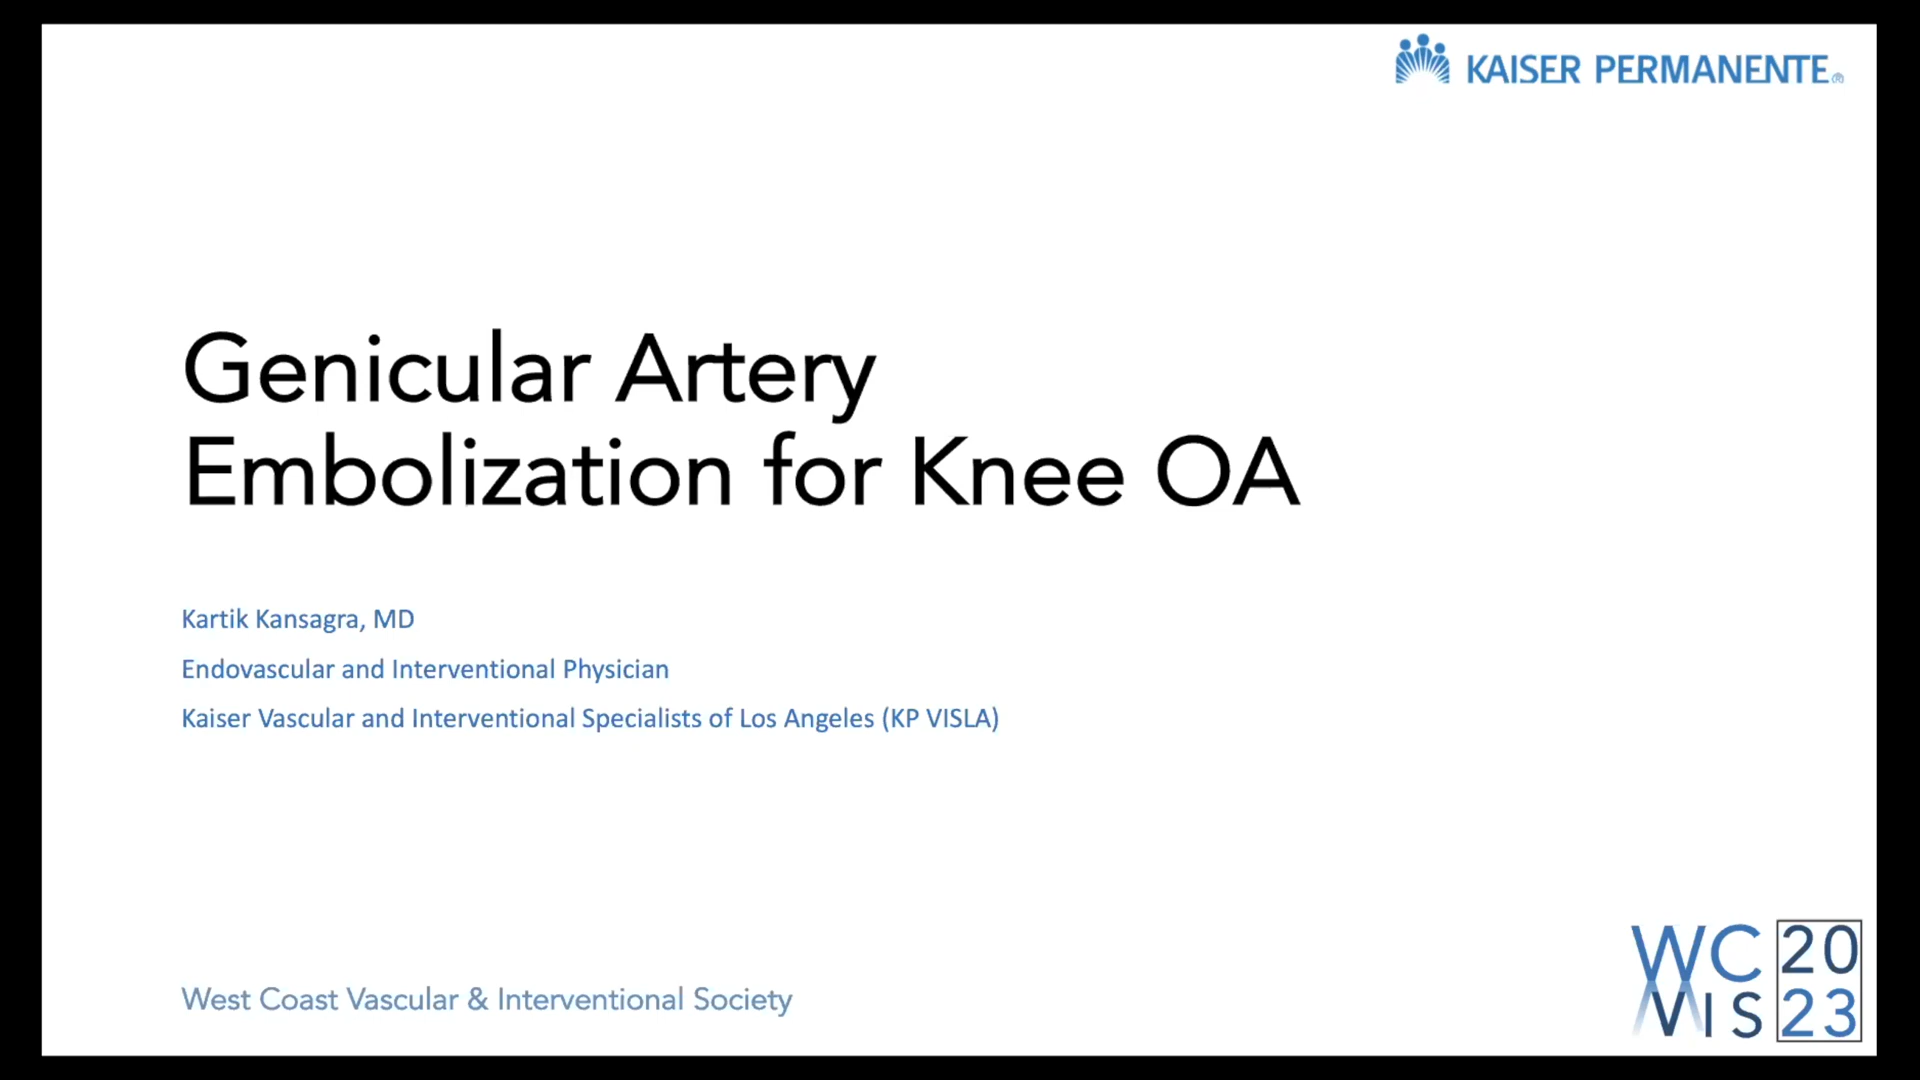 KAISER PERMANENTE®
Genicular Artery
Embolization for Knee OA
Kartik Kansagra, MD
Endovascular and Interventional Physician
Kaiser Vascular and Interventional Specialists of Los Angeles (KP VISLA)
West Coast Vascular & Interventional Society
WC 20
VIS 23